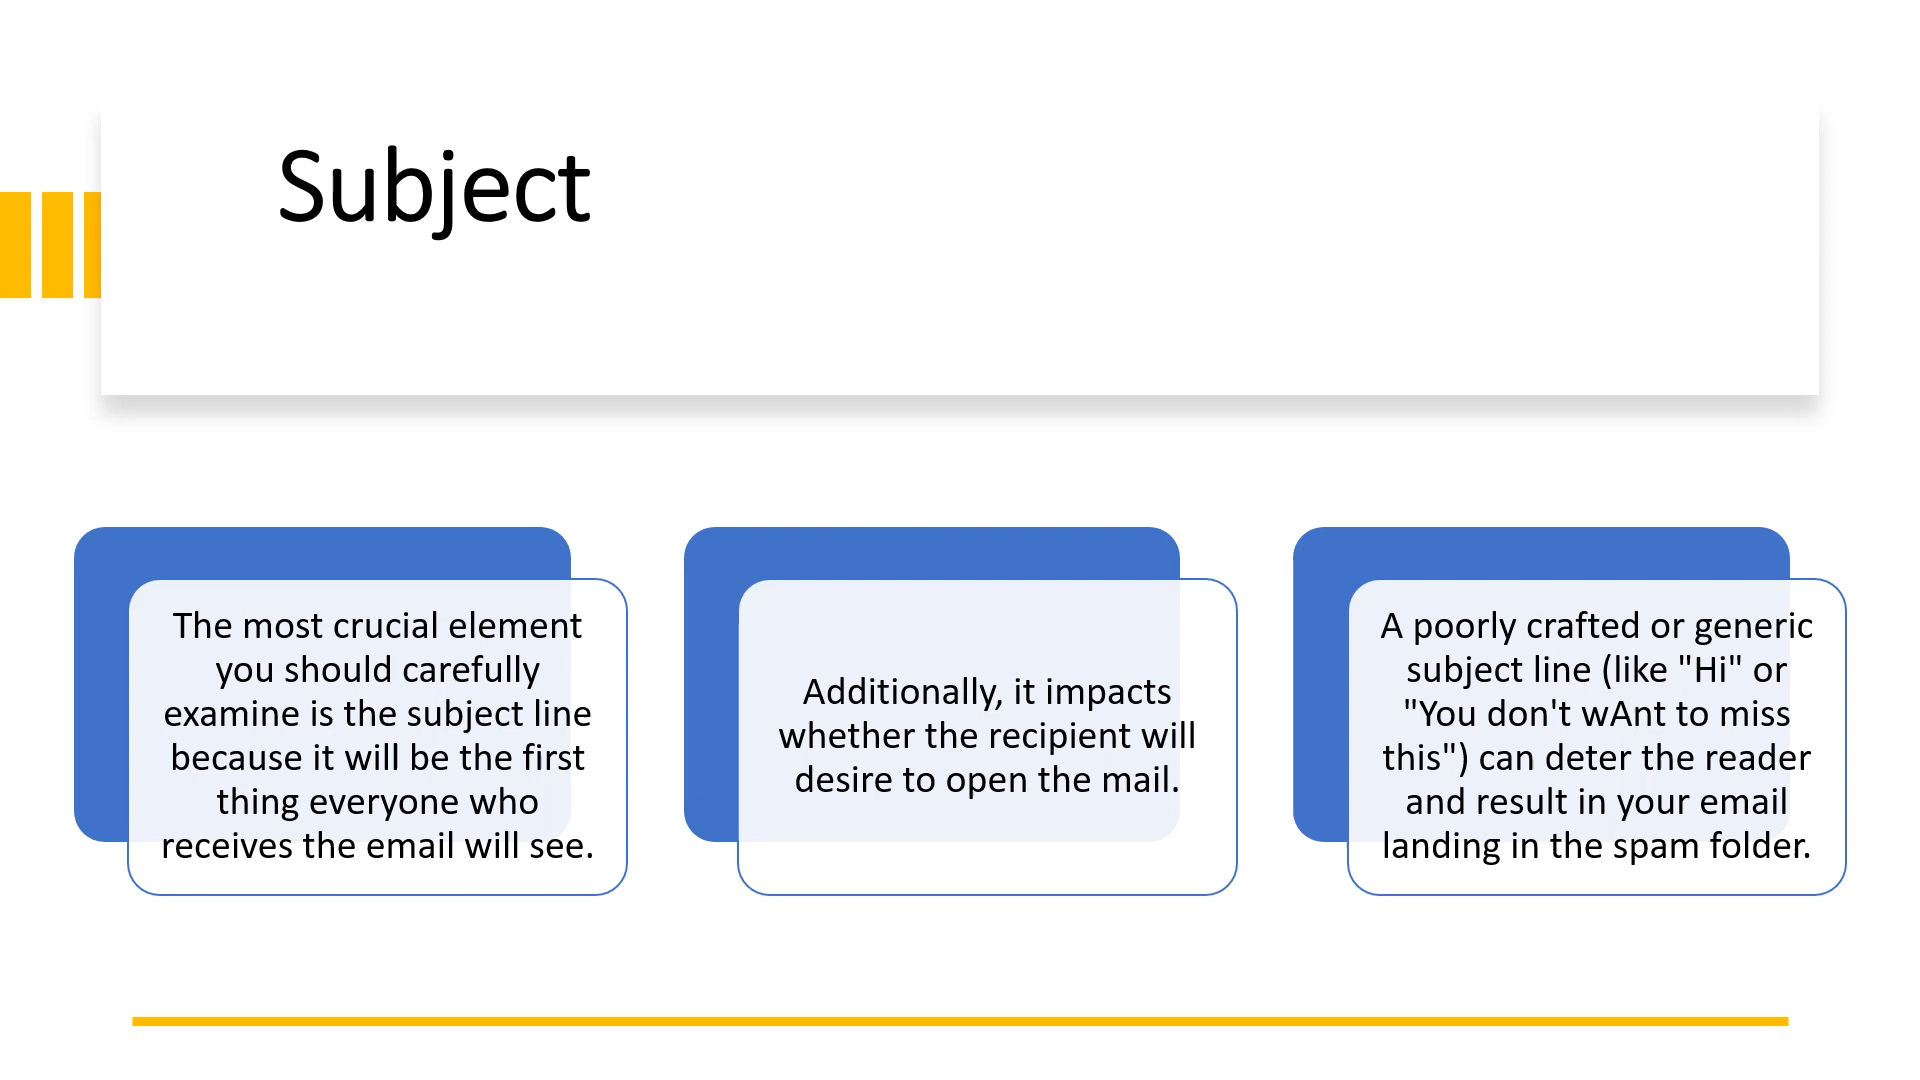 Subject
The most crucial element
you should carefully
examine is the subject line
because it will be the first
thing everyone who
receives the email will see.
Additionally, it impacts
whether the recipient will
desire to open the mail.
A poorly crafted or generic
subject line (like "Hi" or
"You don't wAnt to miss
this") can deter the reader
and result in your email
landing in the spam folder.